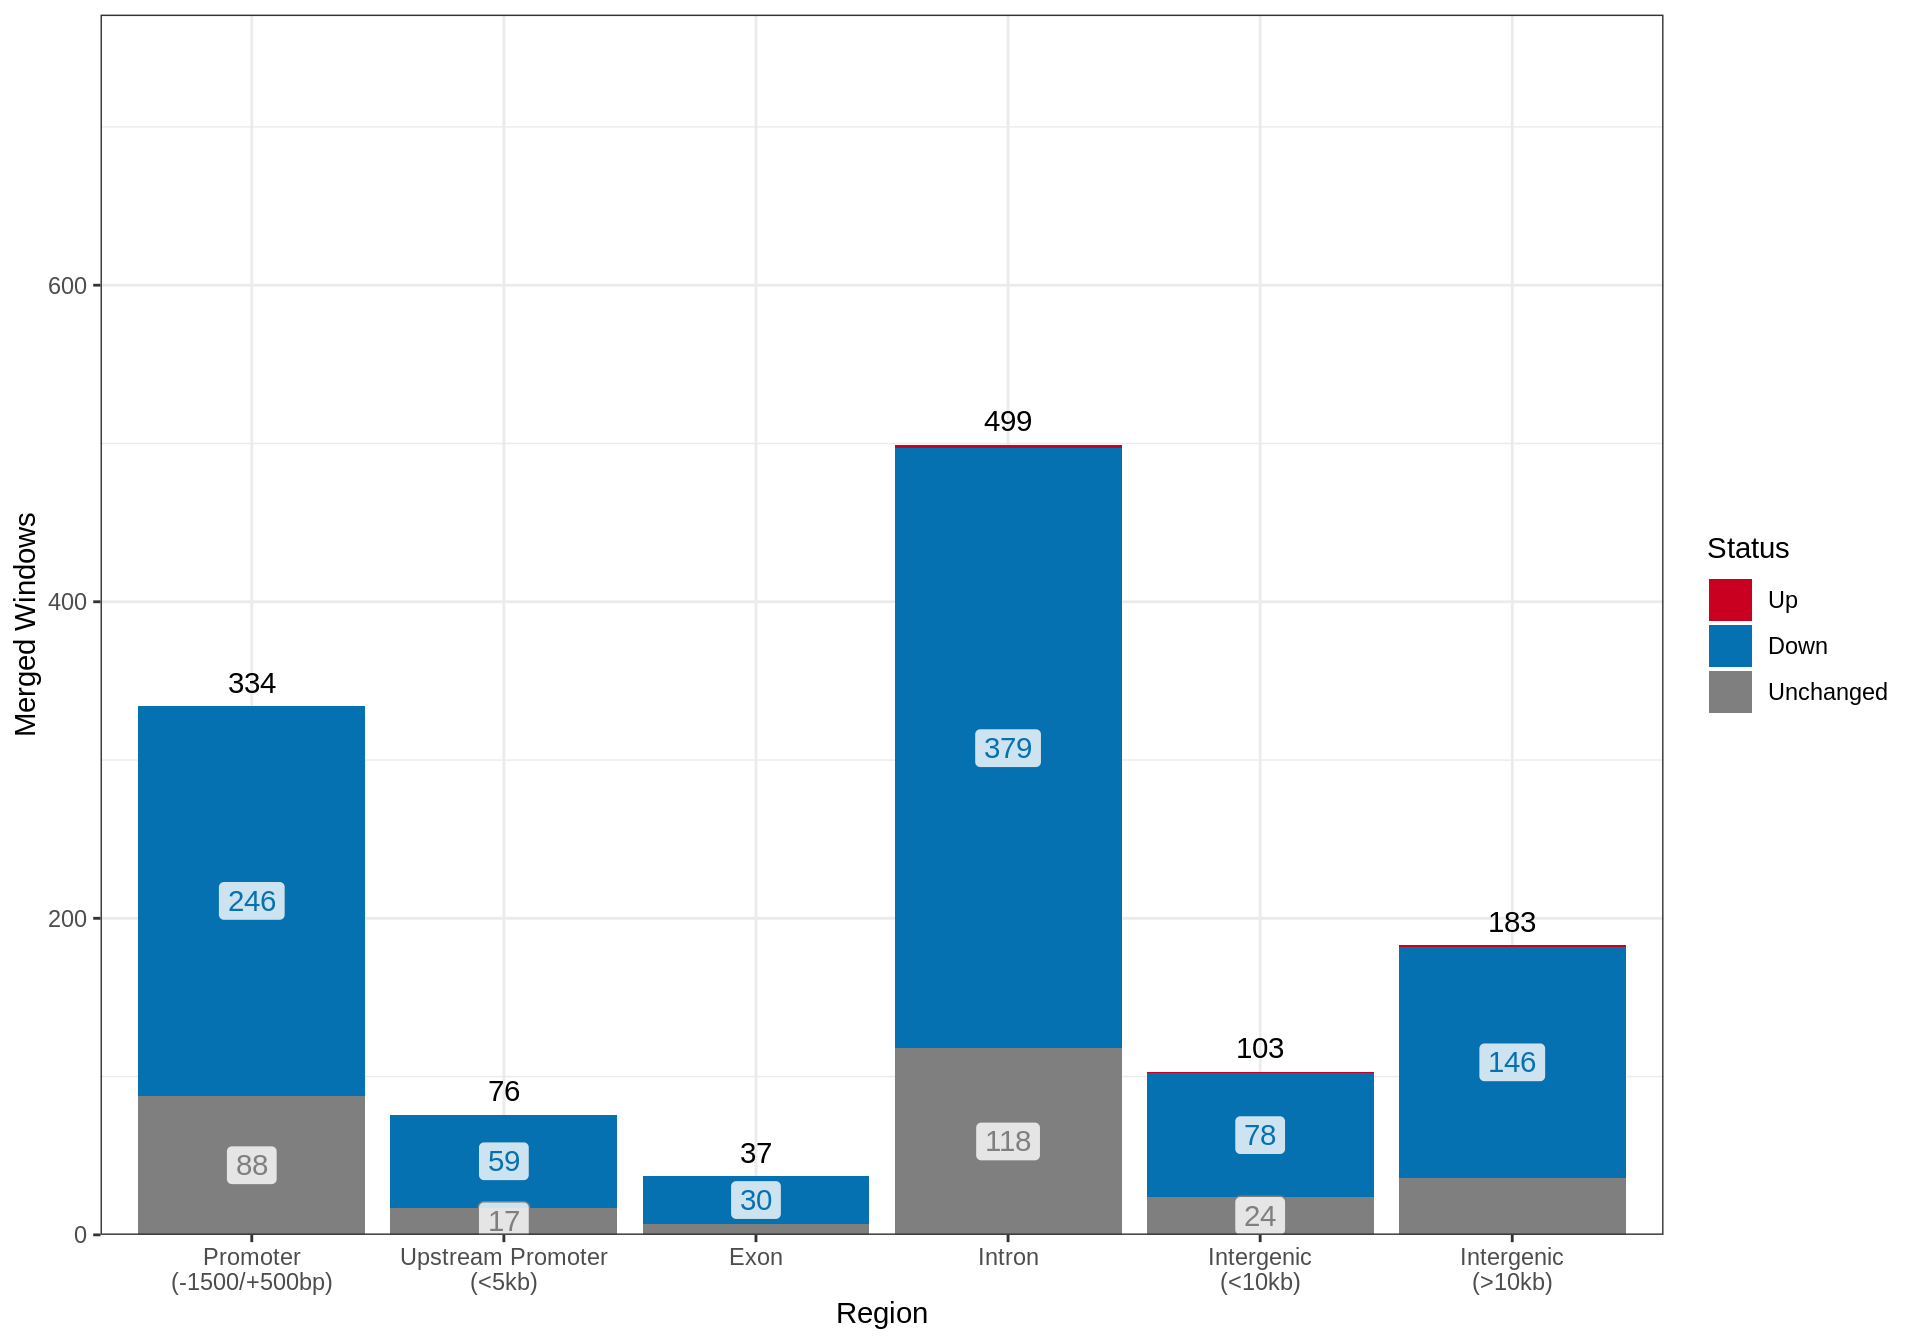 Merged Windows
600
400
200
0
334
246
88
76
59
17
37
30
499
379
118
103
78
24
183
146
Promoter
(-1500/+500bp)
Upstream Promoter
(<5kb)
Exon
Intron
Intergenic
(<10kb)
Intergenic
(>10kb)
Region
Status
Up
Down
Unchanged